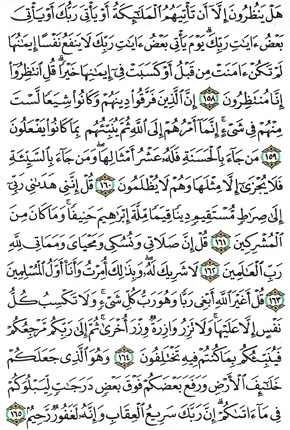 هَلْ يَنظُرُونَ إِلَّا أَن تَأْتِيَهُمُ ٱلْمَلَـٰٓئِكَةُ أَوْ يَأْتِىَ رَبُّكَ أَوْ يَأْتِىَ
بَعْضُ ءَايَـٰتِ رَبِّكَ ۗ يَوْمَ يَأْتِى بَعْضُ ءَايَـٰتِ رَبِّكَ لَا يَنفَعُ نَفْسًا إِيمَـٰنُهَا
لَمْ تَكُنْ ءَامَنَتْ مِن قَبْلُ أَوْ كَسَبَتْ فِىٓ إِيمَـٰنِهَا خَيْرًا ۗ قُلِ ٱنتَظِرُوٓا۟
إِنَّا مُنتَظِرُونَ ١٥٨ إِنَّ ٱلَّذِينَ فَرَّقُوا۟ دِينَهُمْ وَكَانُوا۟ شِيَعًا لَّسْتَ
مِنْهُمْ فِى شَىْءٍ ۚ إِنَّمَآ أَمْرُهُمْ إِلَى ٱللَّهِ ثُمَّ يُنَبِّئُهُم بِمَا كَانُوا۟ يَفْعَلُونَ
١٥٩ مَن جَآءَ بِٱلْحَسَنَةِ فَلَهُۥ عَشْرُ أَمْثَالِهَا ۖ وَمَن جَآءَ بِٱلسَّيِّئَةِ
فَلَا يُجْزَىٰٓ إِلَّا مِثْلَهَا وَهُمْ لَا يُظْلَمُونَ ١٦٠ قُلْ إِنَّنِى هَدَىٰنِى رَبِّىٓ
إِلَىٰ صِرَٰطٍ مُّسْتَقِيمٍ دِينًا قِيَمًا مِّلَّةَ إِبْرَٰهِيمَ حَنِيفًا ۚ وَمَا كَانَ مِنَ
ٱلْمُشْرِكِينَ ١٦١ قُلْ إِنَّ صَلَاتِى وَنُسُكِى وَمَحْيَاىَ وَمَمَاتِى لِلَّهِ
رَبِّ ٱلْعَـٰلَمِينَ ١٦٢ لَا شَرِيكَ لَهُۥ ۖ وَبِذَٰلِكَ أُمِرْتُ وَأَنَا۠ أَوَّلُ ٱلْمُسْلِمِينَ
١٦٣ قُلْ أَغَيْرَ ٱللَّهِ أَبْغِى رَبًّا وَهُوَ رَبُّ كُلِّ شَىْءٍ ۚ وَلَا تَكْسِبُ كُلُّ
نَفْسٍ إِلَّا عَلَيْهَا ۚ وَلَا تَزِرُ وَازِرَةٌ وِزْرَ أُخْرَىٰ ۚ ثُمَّ إِلَىٰ رَبِّكُم مَّرْجِعُكُمْ
فَيُنَبِّئُكُم بِمَا كُنتُمْ فِيهِ تَخْتَلِفُونَ ١٦٤ وَهُوَ ٱلَّذِى جَعَلَكُمْ
خَلَـٰٓئِفَ ٱلْأَرْضِ وَرَفَعَ بَعْضَكُمْ فَوْقَ بَعْضٍ دَرَجَـٰتٍ لِّيَبْلُوَكُمْ
فِى مَآ ءَاتَىٰكُمْ ۗ إِنَّ رَبَّكَ سَرِيعُ ٱلْعِقَابِ وَإِنَّهُۥ لَغَفُورٌ رَّحِيمٌۢ ١٦٥